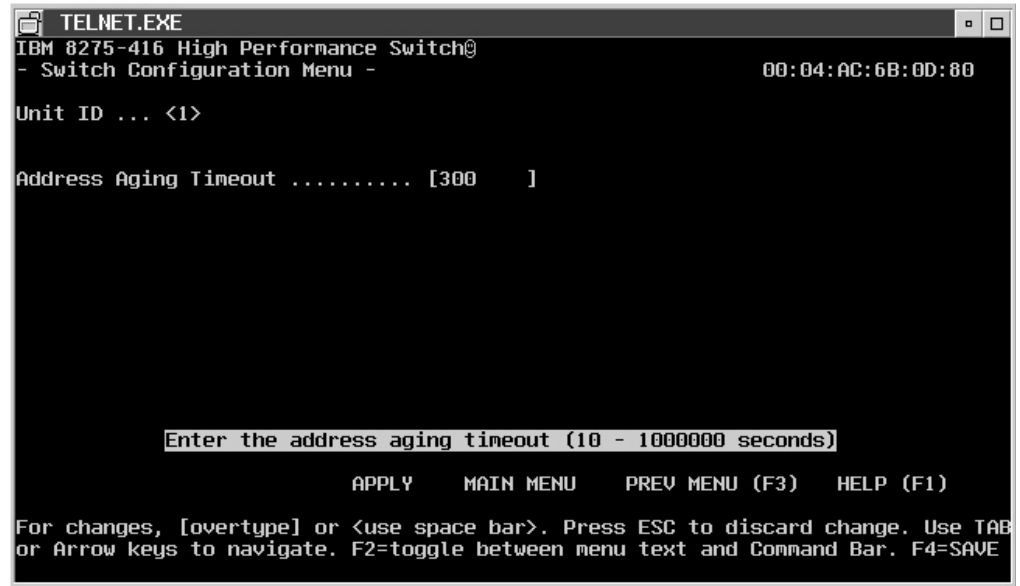 TELNET.EXE
IBM 8275-416 High Performance Switch☺
- Switch Configuration Menu - 00:04:AC:6B:0D:80
Unit ID ... <1>
Address Aging Timeout .......... [300 ]
Enter the address aging timeout (10 - 1000000 seconds)
APPLY MAIN MENU PREV MENU (F3) HELP (F1)
For changes, [overtype] or <use space bar>. Press ESC to discard change. Use TAB
or Arrow keys to navigate. F2=toggle between menu text and Command Bar. F4=SAVE